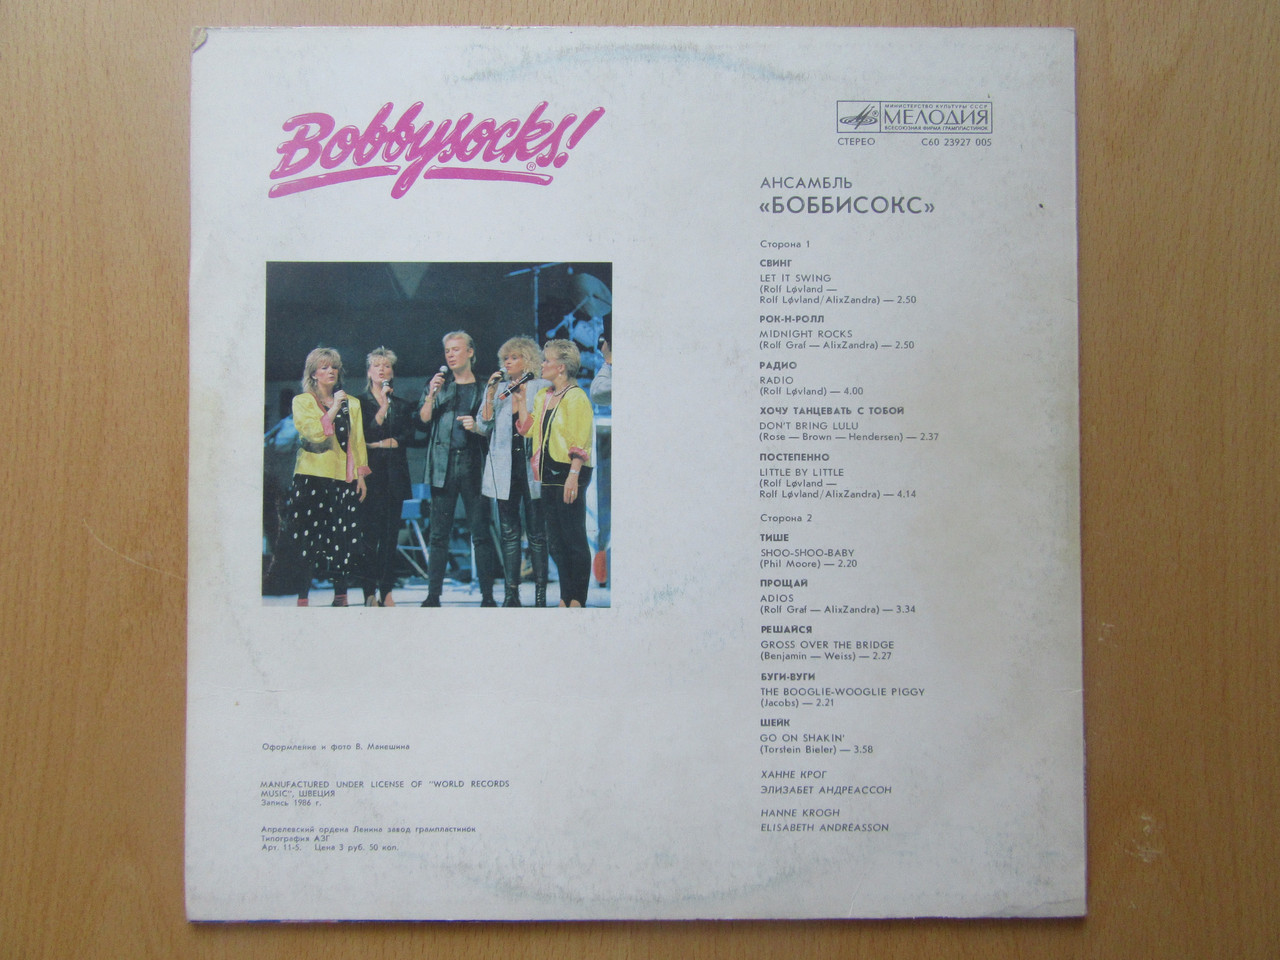 Bobbysocks!
®
МИНИСТЕРСТВО КУЛЬТУРЫ СССР
МЕЛОДИЯ
ВСЕСОЮЗНАЯ ФИРМА ГРАМПЛАСТИНОК
СТЕРЕО С60 23927 005
АНСАМБЛЬ
«БОББИСОКС»
Сторона 1
СВИНГ
LET IT SWING
(Rolf Løvland —
Rolf Løvland/AlixZandra) — 2.50
РОК-Н-РОЛЛ
MIDNIGHT ROCKS
(Rolf Graf — AlixZandra) — 2.50
РАДИО
RADIO
(Rolf Løvland) — 4.00
ХОЧУ ТАНЦЕВАТЬ С ТОБОЙ
DON'T BRING LULU
(Rose — Brown — Hendersen) — 2.37
ПОСТЕПЕННО
LITTLE BY LITTLE
(Rolf Løvland —
Rolf Løvland/AlixZandra) — 4.14
Сторона 2
ТИШЕ
SHOO-SHOO-BABY
(Phil Moore) — 2.20
ПРОЩАЙ
ADIOS
(Rolf Graf — AlixZandra) — 3.34
РЕШАЙСЯ
GROSS OVER THE BRIDGE
(Benjamin — Weiss) — 2.27
БУГИ-ВУГИ
THE BOOGLIE-WOOGLIE PIGGY
(Jacobs) — 2.21
ШЕЙК
GO ON SHAKIN'
(Torstein Bieler) — 3.58
ХАННЕ КРОГ
ЭЛИЗАБЕТ АНДРЕАССОН
HANNE KROGH
ELISABETH ANDREASSON
Оформление и фото В. Манешина
MANUFACTURED UNDER LICENSE OF "WORLD RECORDS
MUSIC", ШВЕЦИЯ
Запись 1986 г.
Апрелевский ордена Ленина завод грампластинок
Типография АЗГ
Арт. 11-5. Цена 3 руб. 50 коп.